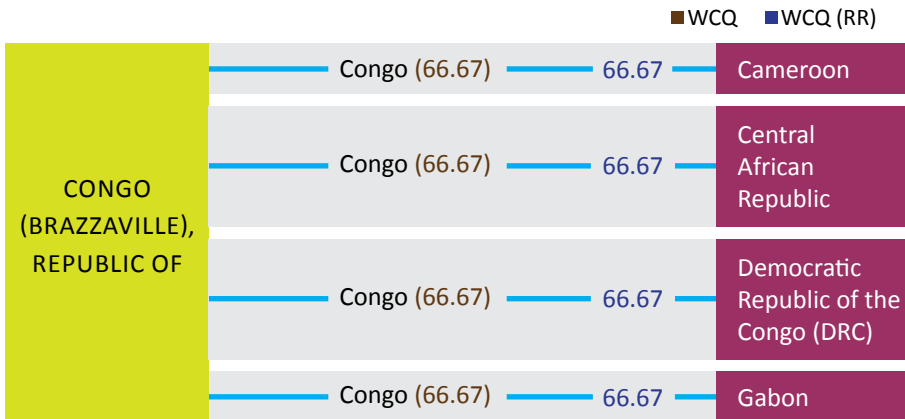 WCQ WCQ (RR)
CONGO
(BRAZZAVILLE),
REPUBLIC OF
Congo (66.67) 66.67 Cameroon
Congo (66.67) 66.67 Central
African
Republic
Congo (66.67) 66.67 Democratic
Republic of the
Congo (DRC)
Congo (66.67) 66.67 Gabon